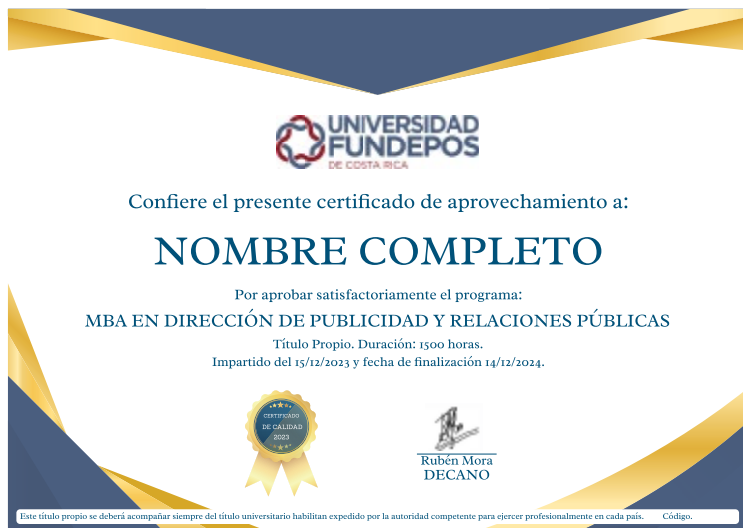 UNIVERSIDAD
FUNDEPOS
DE COSTA RICA
Confiere el presente certificado de aprovechamiento a:
NOMBRE COMPLETO
Por aprobar satisfactoriamente el programa:
MBA EN DIRECCIÓN DE PUBLICIDAD Y RELACIONES PÚBLICAS
Título Propio. Duración: 1500 horas.
Impartido del 15/12/2023 y fecha de finalización 14/12/2024.
CERTIFICADO
DE CALIDAD
2023
Rubén Mora
DECANO
Este título propio se deberá acompañar siempre del título universitario habilitan expedido por la autoridad competente para ejercer profesionalmente en cada país. Código.